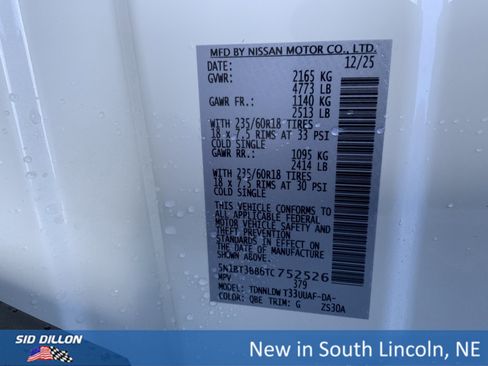 MFD BY NISSAN MOTOR CO., LTD.
DATE: 12/25
GVWR: 2165 KG
4773 LB
GAWR FR.: 1140 KG
2513 LB
WITH 235/60R18 TIRES
18 x 7.5 RIMS AT 33 PSI
COLD SINGLE
GAWR RR.: 1095 KG
2414 LB
WITH 235/60R18 TIRES
18 x 7.5 RIMS AT 30 PSI
COLD SINGLE
THIS VEHICLE CONFORMS TO ALL
APPLICABLE FEDERAL
MOTOR VEHICLE SAFETY AND
THEFT PREVENTION
STANDARDS IN EFFECT ON
THE DATE OF MANUFACTURE
SHOWN ABOVE.
5N1BT3BB6TC752526
MPV 379
MODEL: TDNNLDW T33UUAF-DA-
COLOR: QBE TRIM: G ZS30A
SID DILLON
New in South Lincoln, NE